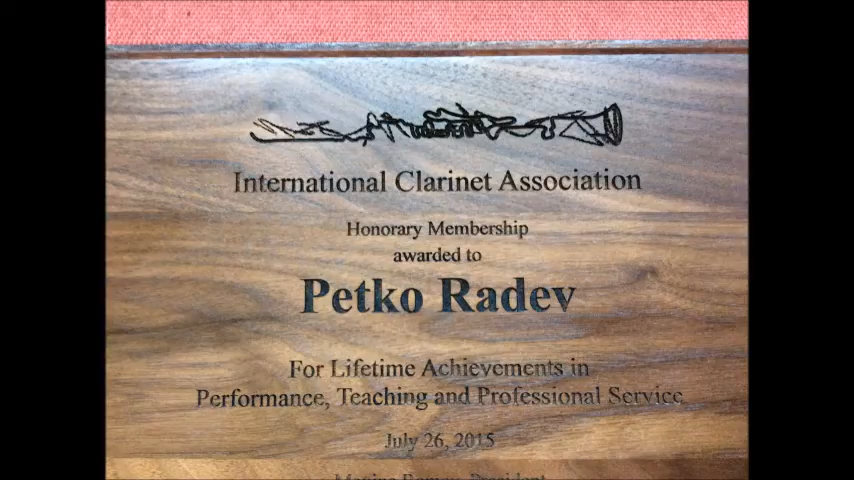 International Clarinet Association
Honorary Membership
awarded to
Petko Radev
For Lifetime Achievements in
Performance, Teaching and Professional Service
July 26, 2015
President